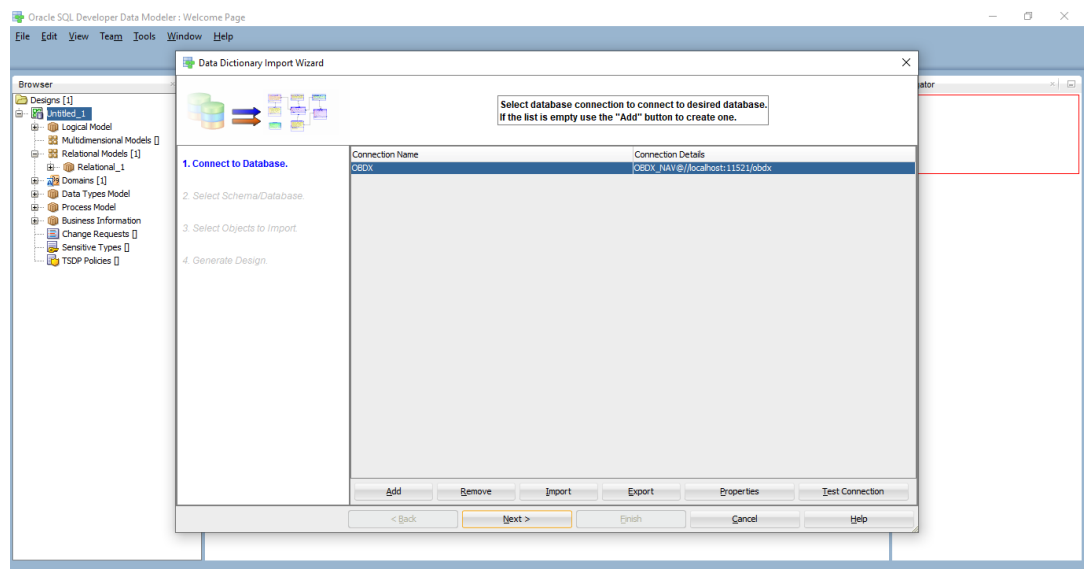 Oracle SQL Developer Data Modeler : Welcome Page
File Edit View Team Tools Window Help
Data Dictionary Import Wizard
Browser
Designs [1]
Untitled_1
Logical Model
Multidimensional Models []
Relational Models [1]
Relational_1
Domains [1]
Data Types Model
Process Model
Business Information
Change Requests []
Sensitive Types []
TSDP Policies []
Select database connection to connect to desired database.
If the list is empty use the "Add" button to create one.
1. Connect to Database.
2. Select Schema/Database.
3. Select Objects to Import.
4. Generate Design.
Connection Name Connection Details
OBDX OBDX_NAV@//localhost:11521/obdx
Add Remove Import Export Properties Test Connection
< Back Next > Finish Cancel Help